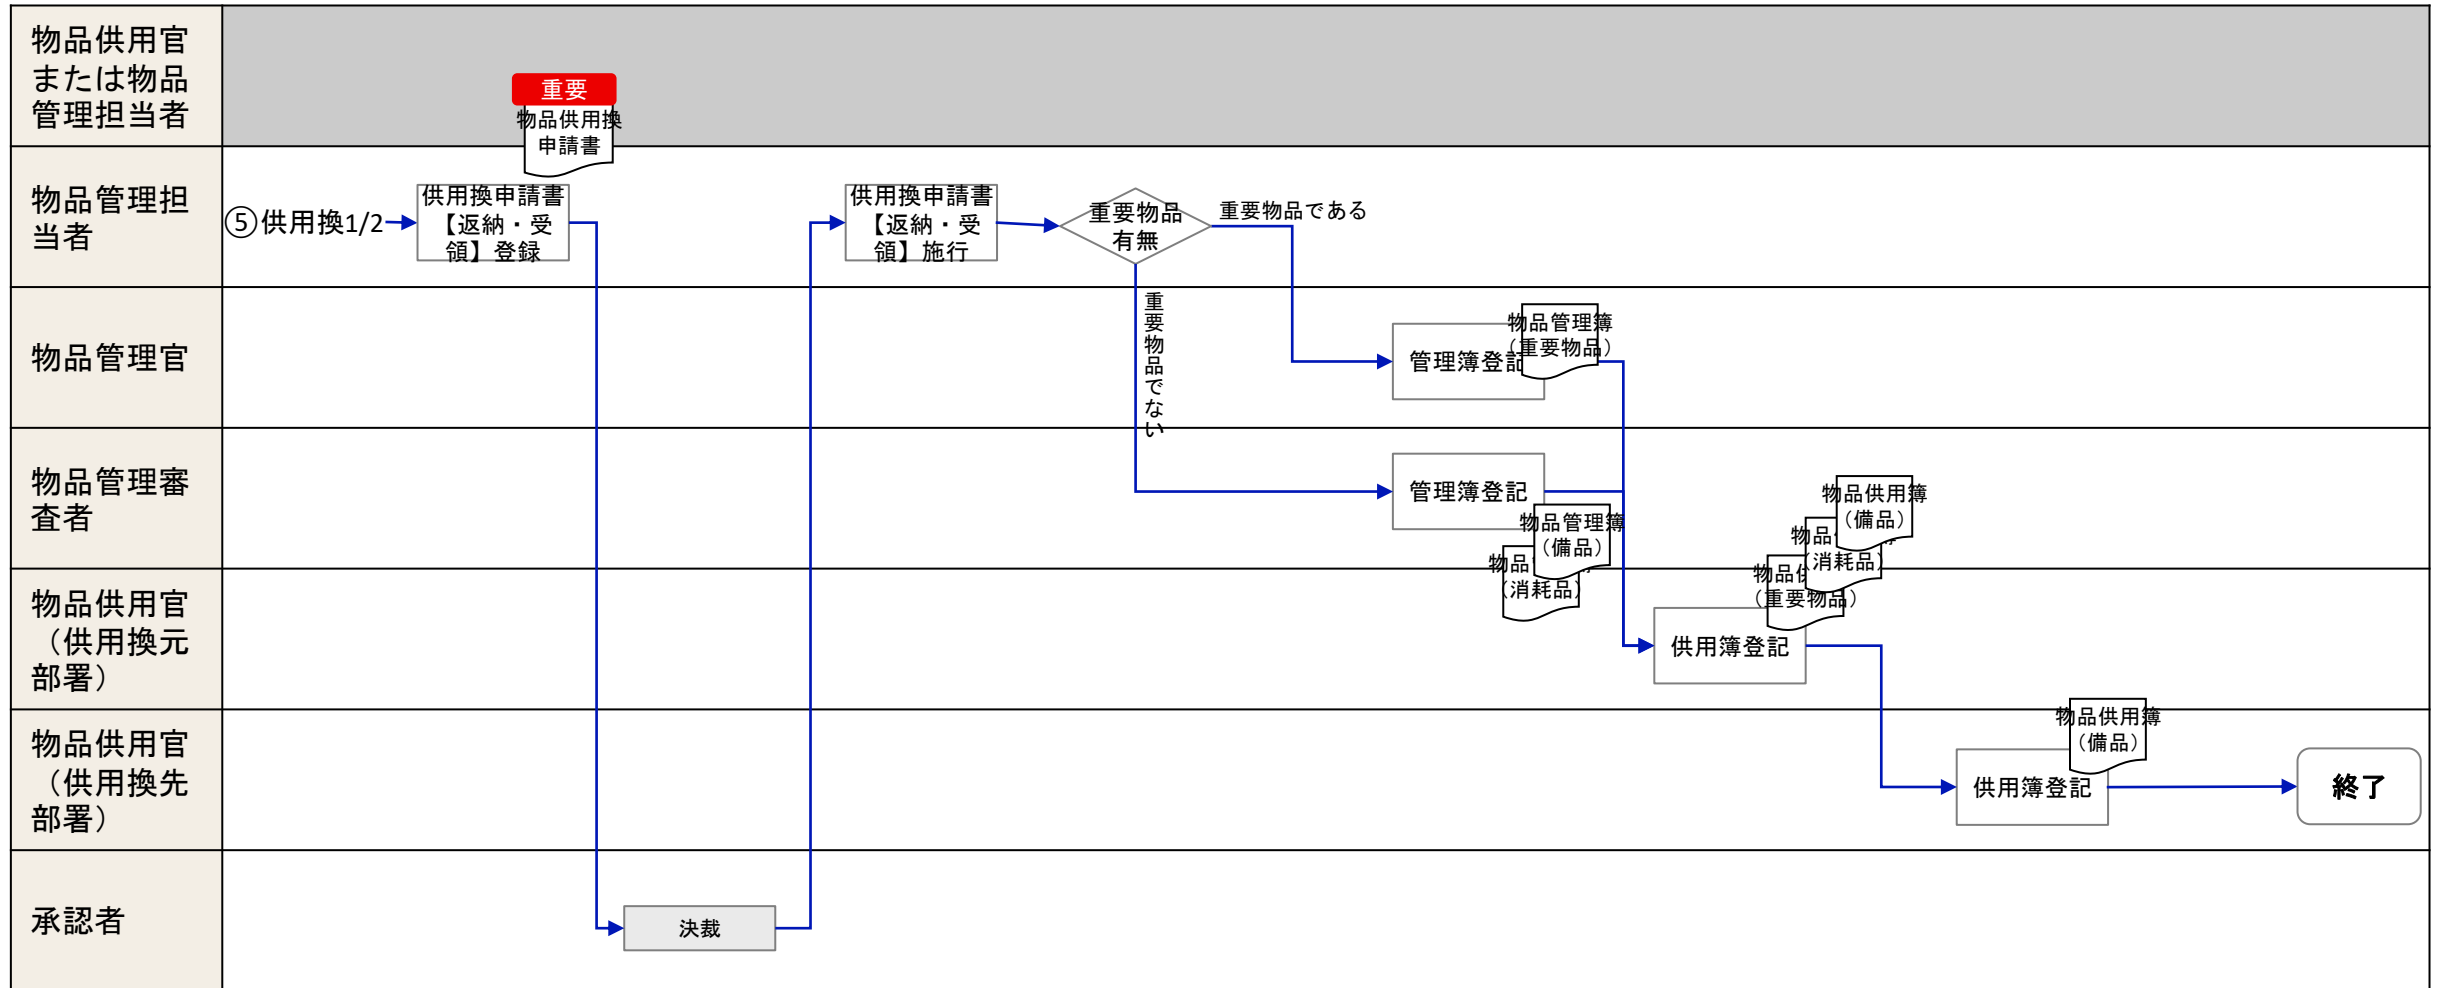 物品供用官
または物品
管理担当者
重要
物品供用換
申請書
物品管理担
当者
⑤供用換1/2
供用換申請書
【返納・受
領】登録
供用換申請書
【返納・受
領】施行
重要物品
有無
重要物品である
重要物品でない
物品管理官
管理簿登記
物品管理簿
（重要物品）
物品管理審
査者
管理簿登記
物品管理簿
（備品）
物品
（消耗品）
物品供用簿
（備品）
物品
（消耗品）
物品供
（重要物品）
物品供用官
（供用換元
部署）
供用簿登記
物品供用官
（供用換先
部署）
供用簿登記
物品供用簿
（備品）
終了
承認者
決裁